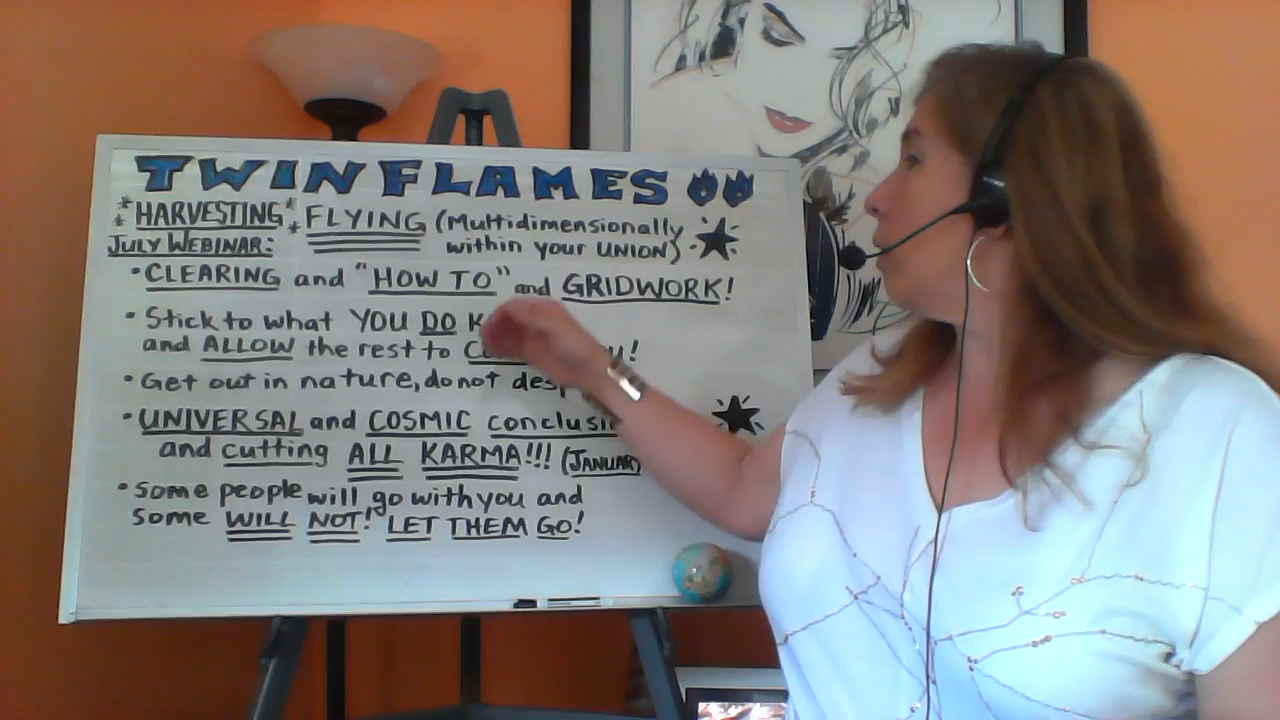 TWIN FLAMES
*HARVESTING* *FLYING (Multidimensionally
JULY WEBINAR: within your UNION)
• CLEARING and "HOW TO" and GRIDWORK!
• Stick to what YOU DO
and ALLOW the rest to
• Get out in nature, do not
• UNIVERSAL and COSMIC
and cutting ALL KARMA!!! (JANUARY
• Some people will go with you and
some WILL NOT! LET THEM GO!